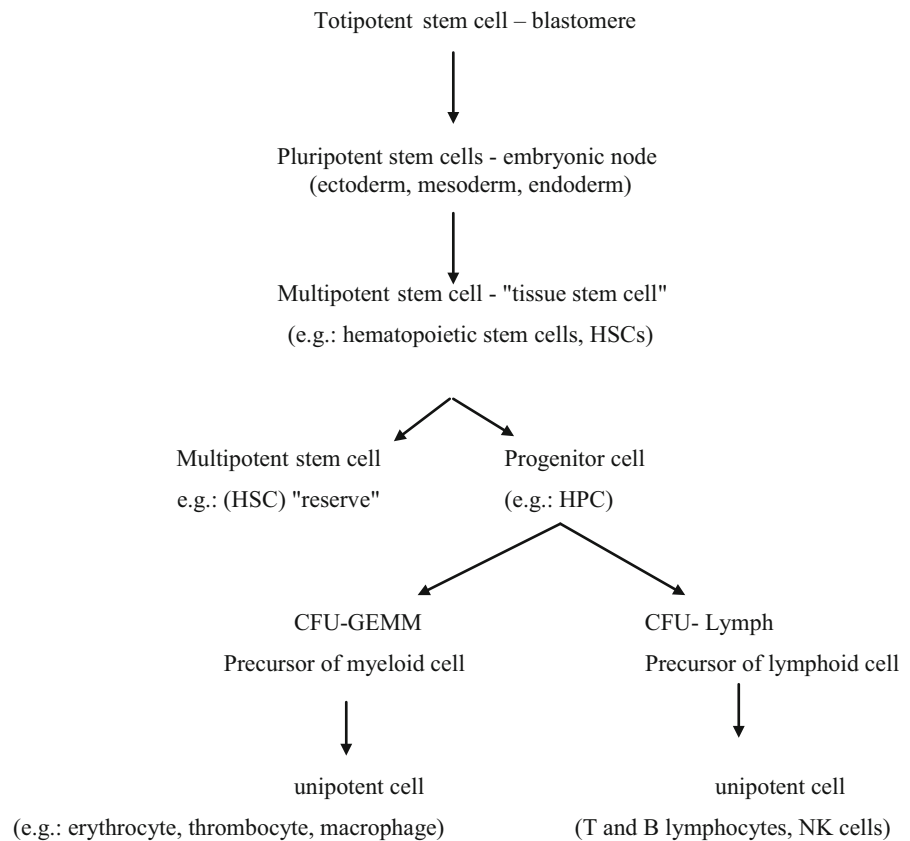 Totipotent stem cell – blastomere
Pluripotent stem cells - embryonic node
(ectoderm, mesoderm, endoderm)
Multipotent stem cell - "tissue stem cell"
(e.g.: hematopoietic stem cells, HSCs)
Multipotent stem cell
e.g.: (HSC) "reserve"
Progenitor cell
(e.g.: HPC)
CFU-GEMM
Precursor of myeloid cell
CFU- Lymph
Precursor of lymphoid cell
unipotent cell
(e.g.: erythrocyte, thrombocyte, macrophage)
unipotent cell
(T and B lymphocytes, NK cells)